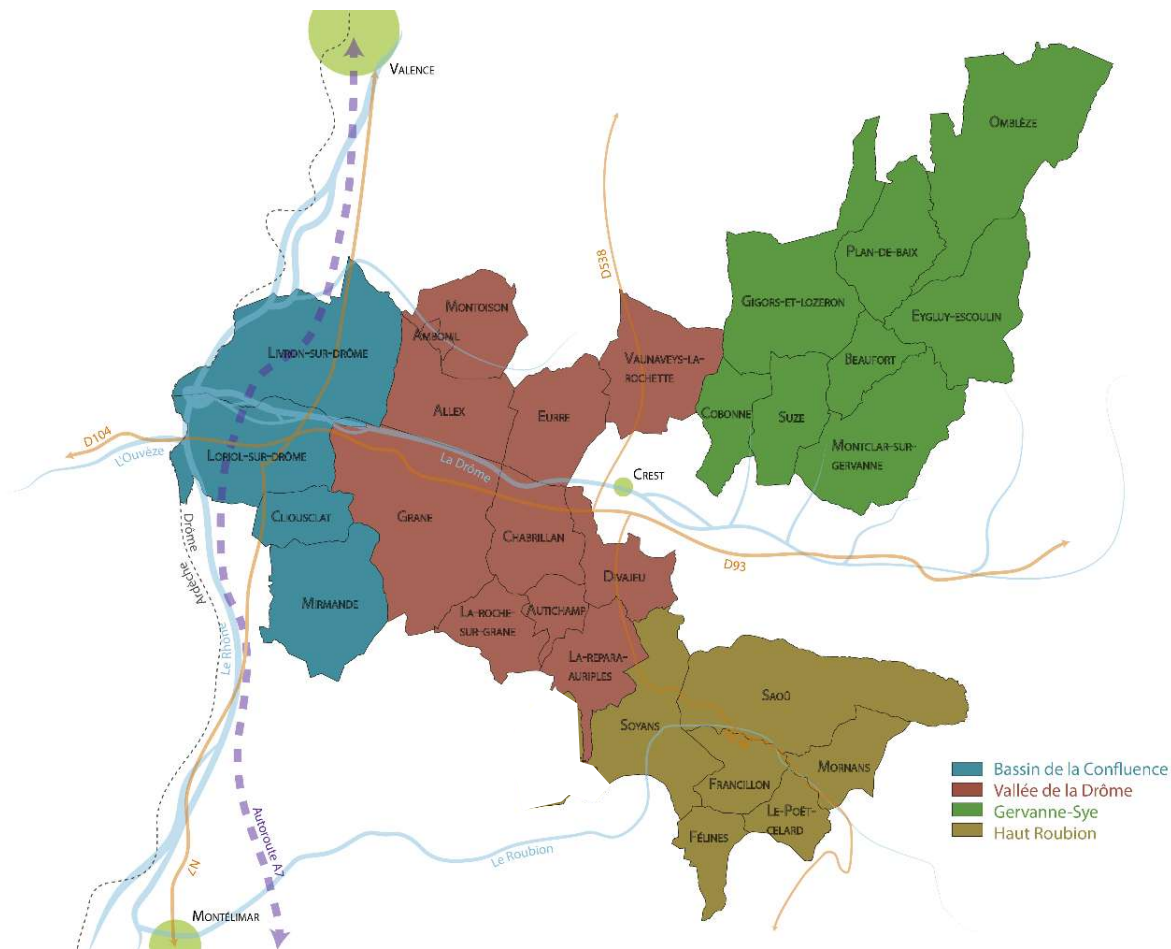 VALENCE
OMBLÈZE
PLAN-DE-BAIX
D538
GIGORS-ET-LOZERON
MONTOISON
EYGLUY-ESCOULIN
AMBONIL
LIVRON-SUR-DRÔME
VAUNAVEYS-LA-
ROCHETTE
BEAUFORT
ALLEX
EURRE
COBONNE
SUZE
D104
L'Ouvèze
LORIOL-SUR-DRÔME
La Drôme
MONTCLAR-SUR-
GERVANNE
CREST
CLIOUSCLAT
GRANE
CHABRILLAN
Drôme
Ardèche
D93
DIVAJEU
MIRMANDE
LA-ROCHE-
SUR-GRANE
AUTICHAMP
Le Rhône
LA-REPARA-
AURIPLES
SAOÛ
SOYANS
MORNANS
FRANCILLON
LE-POËT-
CELARD
FÉLINES
Autoroute A7
N7
Le Roubion
MONTÉLIMAR
Bassin de la Confluence
Vallée de la Drôme
Gervanne-Sye
Haut Roubion